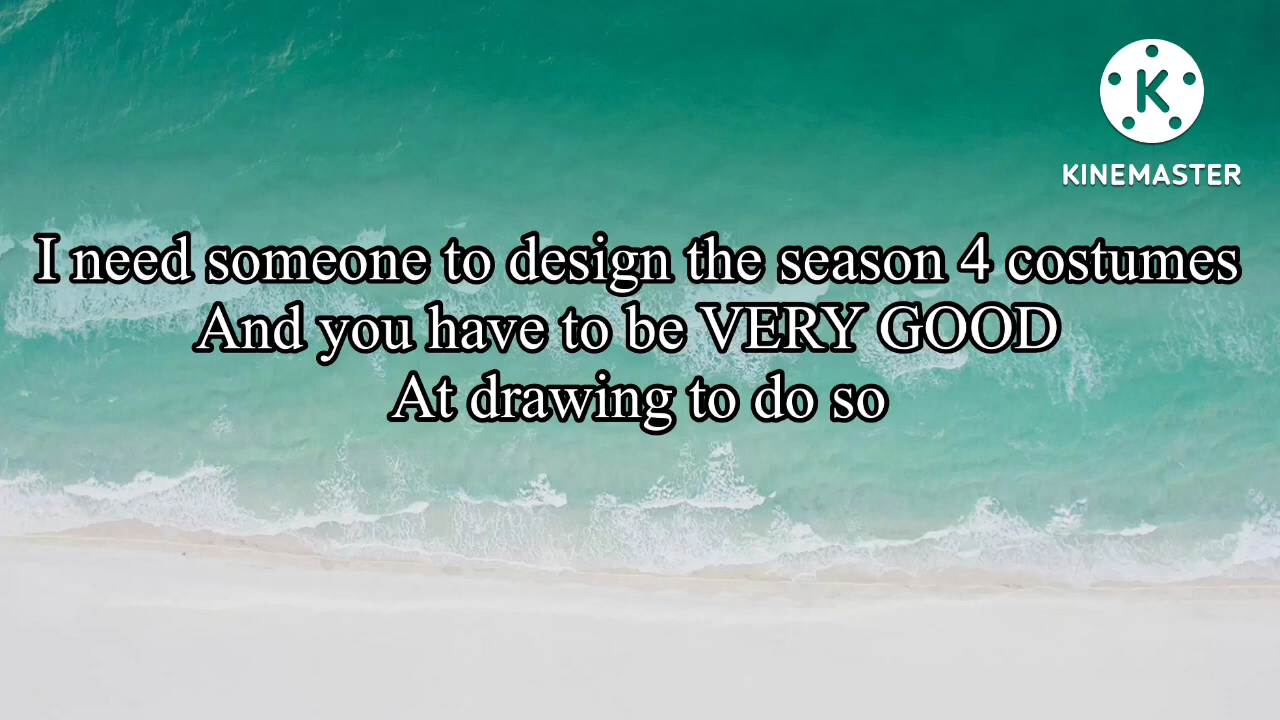 K
KINEMASTER
I need someone to design the season 4 costumes
And you have to be VERY GOOD
At drawing to do so